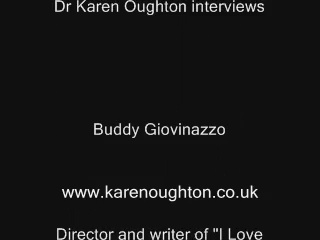 Dr Karen Oughton interviews
Buddy Giovinazzo
www.karenoughton.co.uk
Director and writer of "I Love